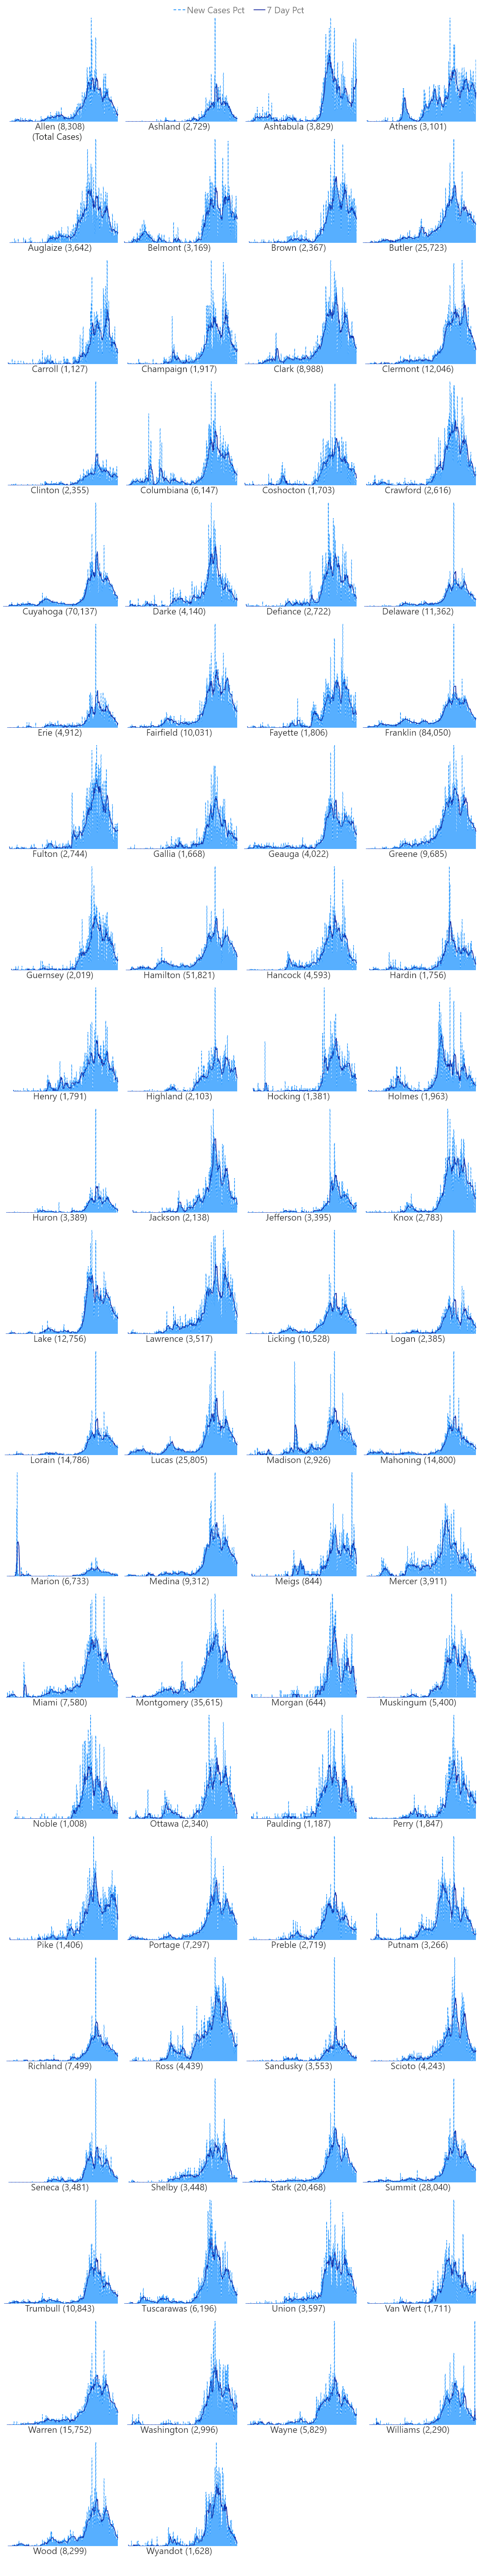 New Cases Pct 7 Day Pct
Allen (8,308) Ashland (2,729) Ashtabula (3,829) Athens (3,101)
(Total Cases)
Auglaize (3,642) Belmont (3,169) Brown (2,367) Butler (25,723)
Carroll (1,127) Champaign (1,917) Clark (8,988) Clermont (12,046)
Clinton (2,355) Columbiana (6,147) Coshocton (1,703) Crawford (2,616)
Cuyahoga (70,137) Darke (4,140) Defiance (2,722) Delaware (11,362)
Erie (4,912) Fairfield (10,031) Fayette (1,806) Franklin (84,050)
Fulton (2,744) Gallia (1,668) Geauga (4,022) Greene (9,685)
Guernsey (2,019) Hamilton (51,821) Hancock (4,593) Hardin (1,756)
Henry (1,791) Highland (2,103) Hocking (1,381) Holmes (1,963)
Huron (3,389) Jackson (2,138) Jefferson (3,395) Knox (2,783)
Lake (12,756) Lawrence (3,517) Licking (10,528) Logan (2,385)
Lorain (14,786) Lucas (25,805) Madison (2,926) Mahoning (14,800)
Marion (6,733) Medina (9,312) Meigs (844) Mercer (3,911)
Miami (7,580) Montgomery (35,615) Morgan (644) Muskingum (5,400)
Noble (1,008) Ottawa (2,340) Paulding (1,187) Perry (1,847)
Pike (1,406) Portage (7,297) Preble (2,719) Putnam (3,266)
Richland (7,499) Ross (4,439) Sandusky (3,553) Scioto (4,243)
Seneca (3,481) Shelby (3,448) Stark (20,468) Summit (28,040)
Trumbull (10,843) Tuscarawas (6,196) Union (3,597) Van Wert (1,711)
Warren (15,752) Washington (2,996) Wayne (5,829) Williams (2,290)
Wood (8,299) Wyandot (1,628)